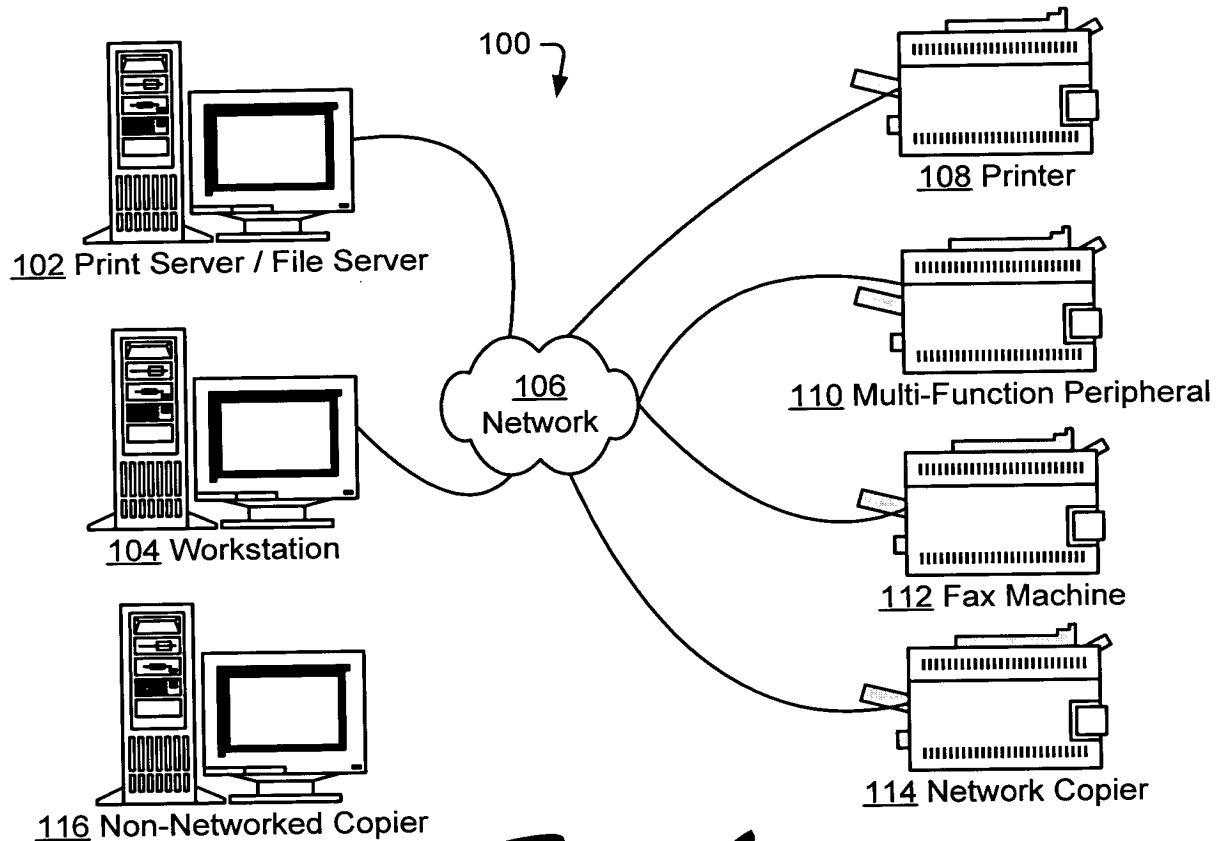 100
102 Print Server / File Server
104 Workstation
116 Non-Networked Copier
106
Network
108 Printer
110 Multi-Function Peripheral
112 Fax Machine
114 Network Copier